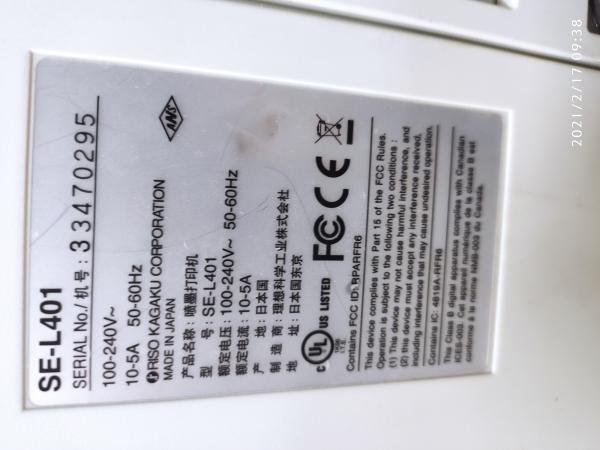 SE-L401
SERIAL No./机号: 33470295
100-240V~
10-5A 50-60Hz
RISO KAGAKU CORPORATION
MADE IN JAPAN
ANS
产品名称: 喷墨打印机
型 号: SE-L401
额定电压: 100-240V~ 50-60Hz
额定电流: 10-5A
产 地: 日本国
制 造 商: 理想科学工业株式会社
地 址: 日本国东京
c UL US LISTED
I.T.E.
FC CE
Contains FCC ID: RPARFR6
This device complies with Part 15 of the FCC Rules.
Operation is subject to the following two conditions :
(1) This device may not cause harmful interference, and
(2) this device must accept any interference received,
including interference that may cause undesired operation.
Contains IC: 4819A-RFR6
This Class B digital apparatus complies with Canadian
ICES-003. Cet appareil numérique de la classe B est
conforme à la norme NMB-003 du Canada.
2021/2/17 09:38